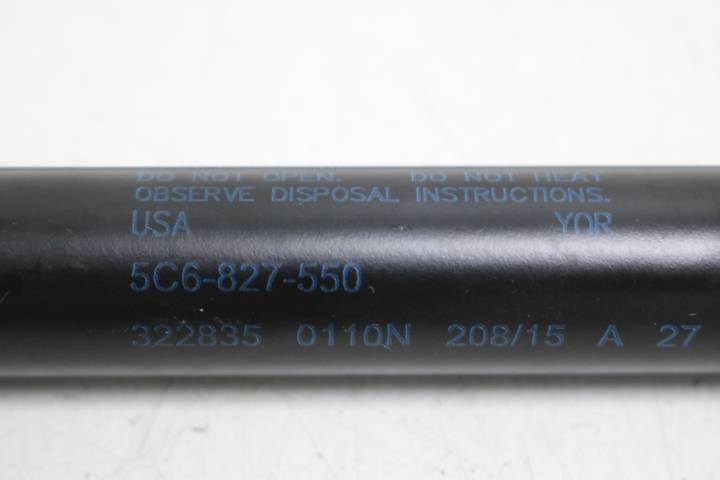 DO NOT OPEN. DO NOT HEAT
OBSERVE DISPOSAL INSTRUCTIONS.
USA YOR
5C6-827-550
322835 0110N 208/15 A 27